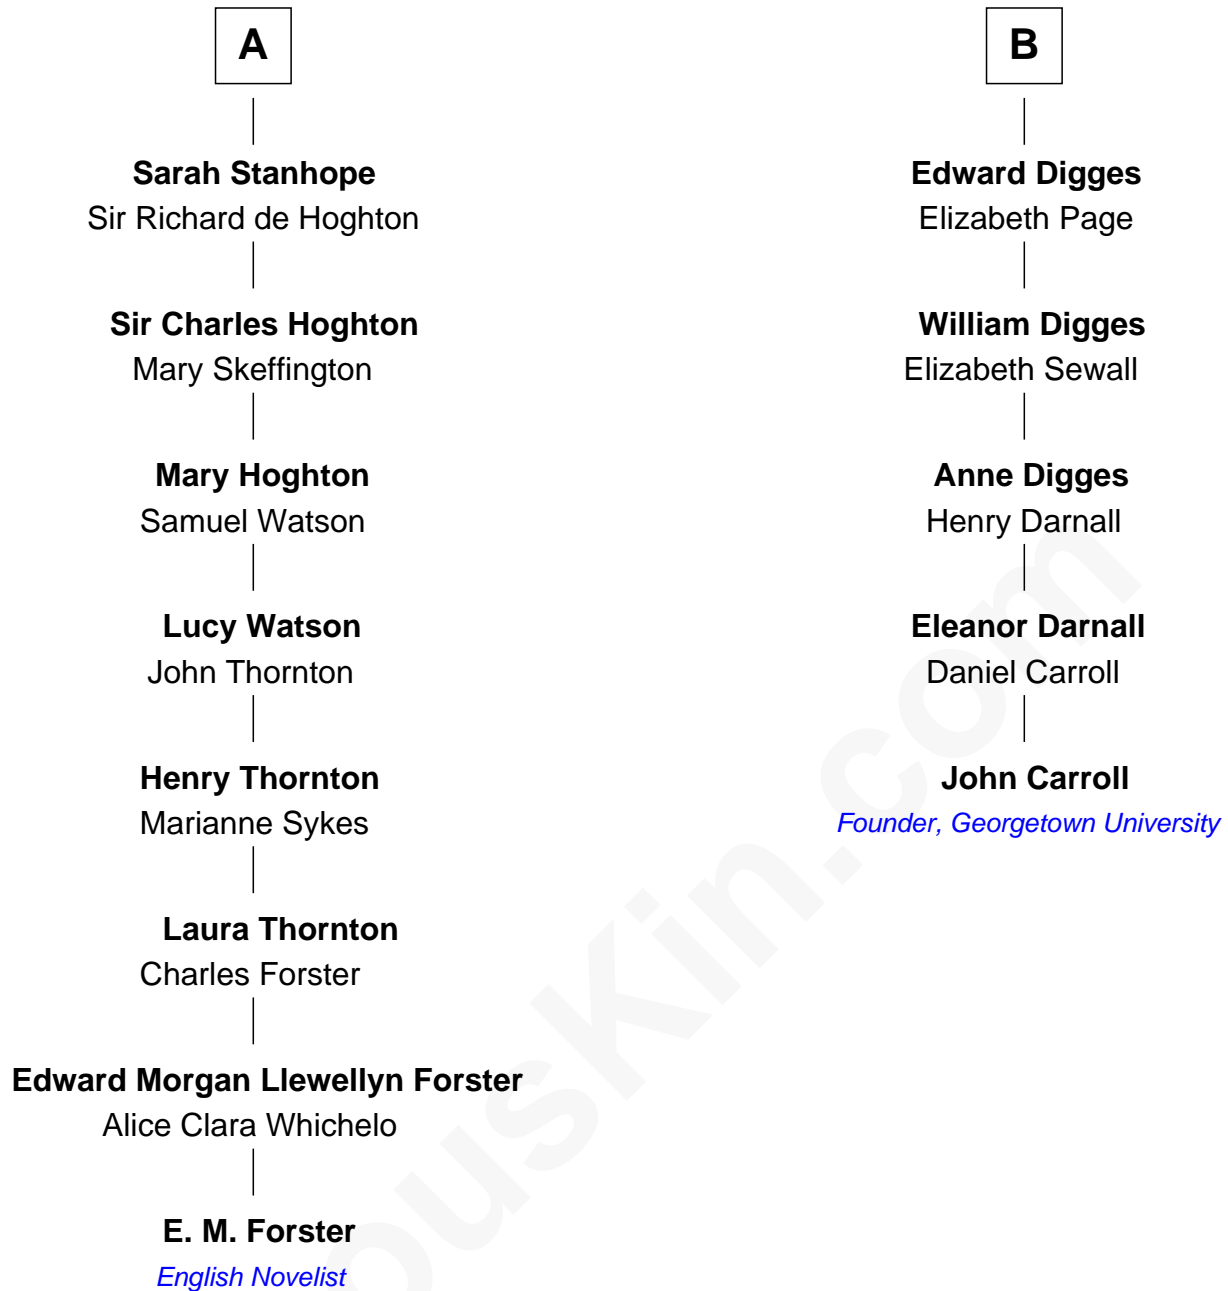 A
Sarah Stanhope
Sir Richard de Hoghton
Sir Charles Hoghton
Mary Skeffington
Mary Hoghton
Samuel Watson
Lucy Watson
John Thornton
Henry Thornton
Marianne Sykes
Laura Thornton
Charles Forster
Edward Morgan Llewellyn Forster
Alice Clara Whichelo
E. M. Forster
English Novelist
B
Edward Digges
Elizabeth Page
William Digges
Elizabeth Sewall
Anne Digges
Henry Darnall
Eleanor Darnall
Daniel Carroll
John Carroll
Founder, Georgetown University
ousKin.com